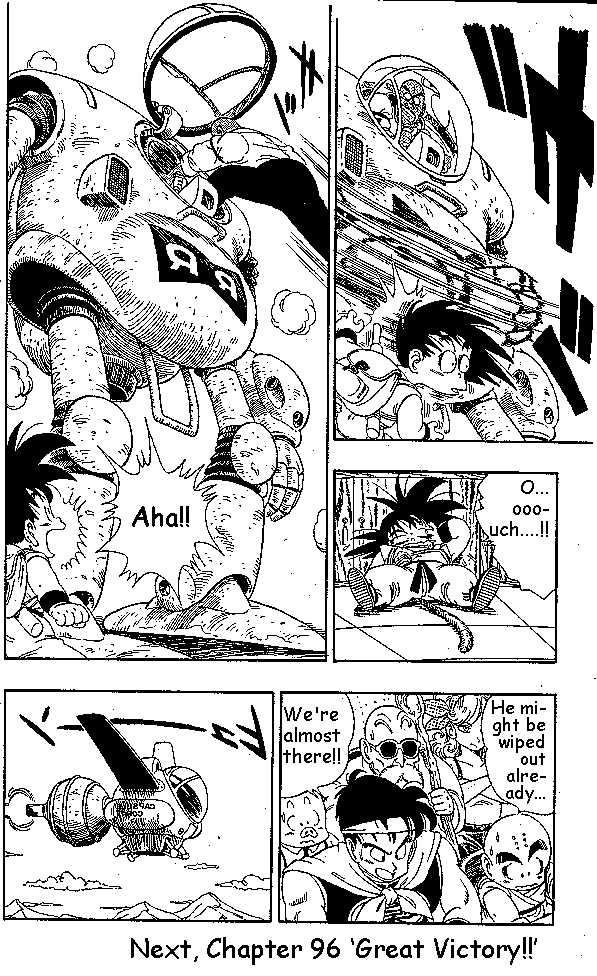 O...
ooo-
uch....!!
Aha!!
He mi-
ght be
wiped
out
alre-
ady...
We're
almost
there!!
Next, Chapter 96 ‘Great Victory!!’